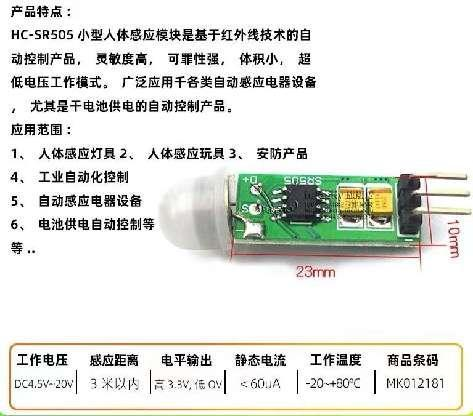 产品特点：
HC-SR505 小型人体感应模块是基于红外线技术的自
动控制产品， 灵敏度高， 可罪性强， 体积小， 超
低电压工作模式。 广泛应用千各类自动感应电器设备
， 尤其是干电池供电的自动控制产品。
应用范围：
1、 人体感应灯具 2、 人体感应玩具 3、 安防产品
4、 工业自动化控制
5、 自动感应电器设备
6、 电池供电自动控制等
等 ..
D+
S
SR505
23mm
10mm
工作电压 感应距离 电平输出 静态电流 工作温度 商品条码
DC4.5V~20V 3 米以内 高 3.3V, 低 OV ＜60uA -20~+80℃ MK012181